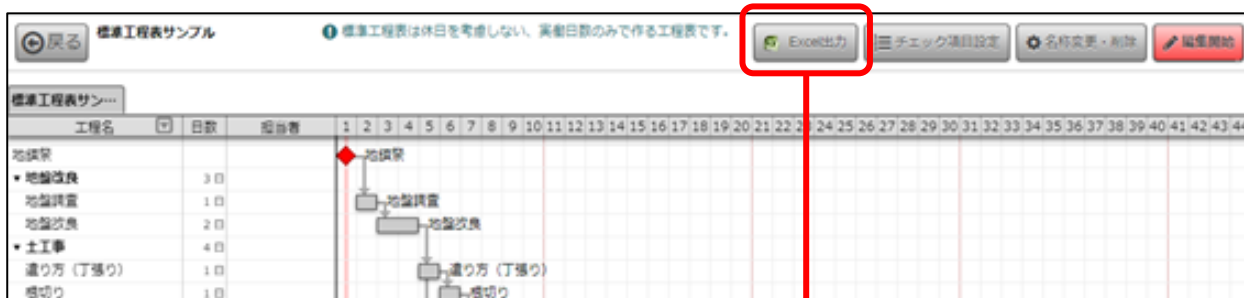 戻る 標準工程表サンプル 標準工程表は休日を考慮しない、実働日数のみで作る工程表です。 Excel出力 チェック項目設定 名称変更・削除 編集開始
標準工程表サン…
工程名 日数 担当者 1 2 3 4 5 6 7 8 9 10 11 12 13 14 15 16 17 18 19 20 21 22 23 24 25 26 27 28 29 30 31 32 33 34 35 36 37 38 39 40 41 42 43 44
地鎮祭 地鎮祭
▼ 地盤改良 3日
地盤調査 1日 地盤調査
地盤改良 2日 地盤改良
▼ 土工事 4日
遣り方（丁張り） 1日 遣り方（丁張り）
根切り 1日 根切り